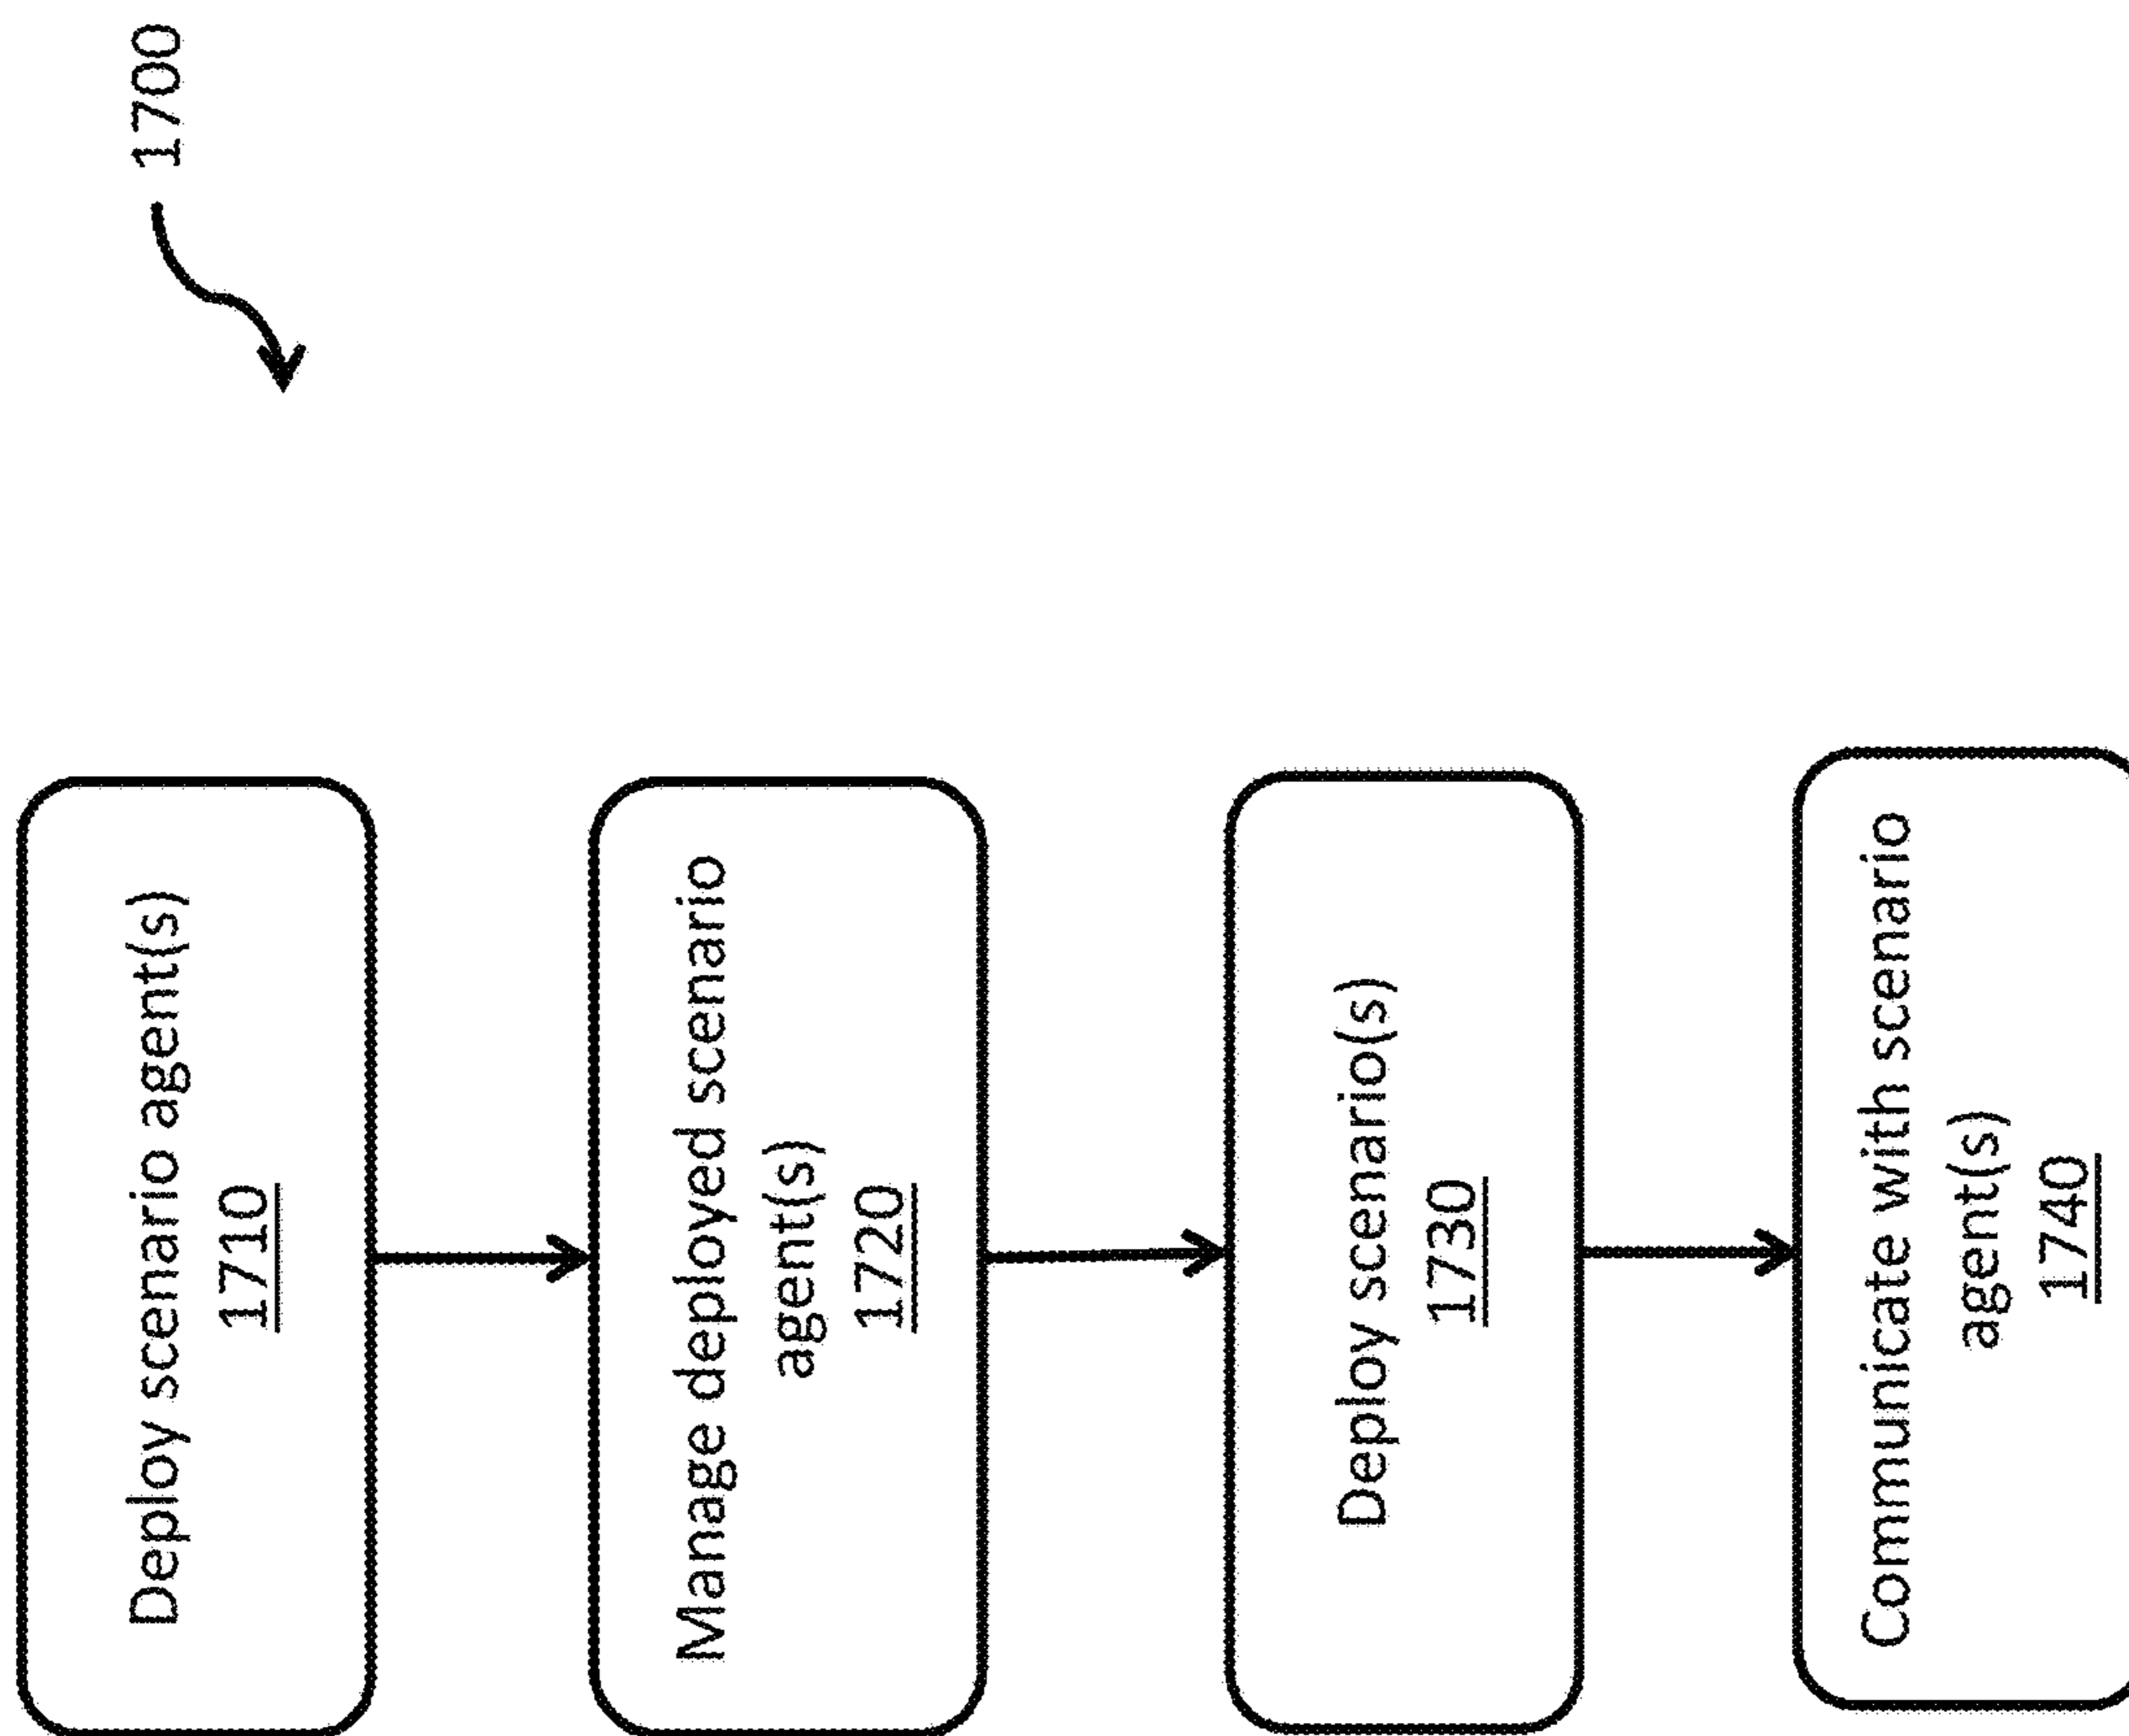 1700
Deploy scenario agent(s)
1710
Manage deployed scenario
agent(s)
1720
Deploy scenario(s)
1730
Communicate with scenario
agent(s)
1740